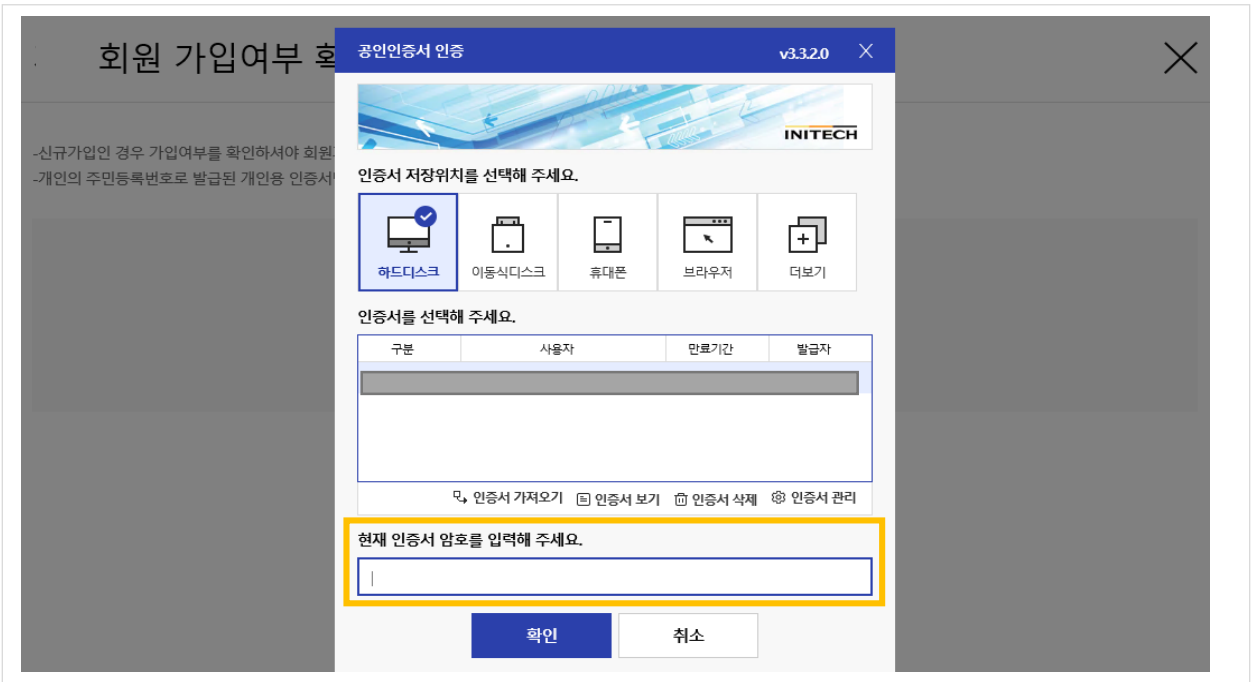 회원 가입여부 확
-신규가입인 경우 가입여부를 확인하셔야 회원
-개인의 주민등록번호로 발급된 개인용 인증서
공인인증서 인증 v3.3.2.0
INITECH
인증서 저장위치를 선택해 주세요.
하드디스크 이동식디스크 휴대폰 브라우저 더보기
인증서를 선택해 주세요.
구분 사용자 만료기간 발급자
인증서 가져오기 인증서 보기 인증서 삭제 인증서 관리
현재 인증서 암호를 입력해 주세요.
확인 취소